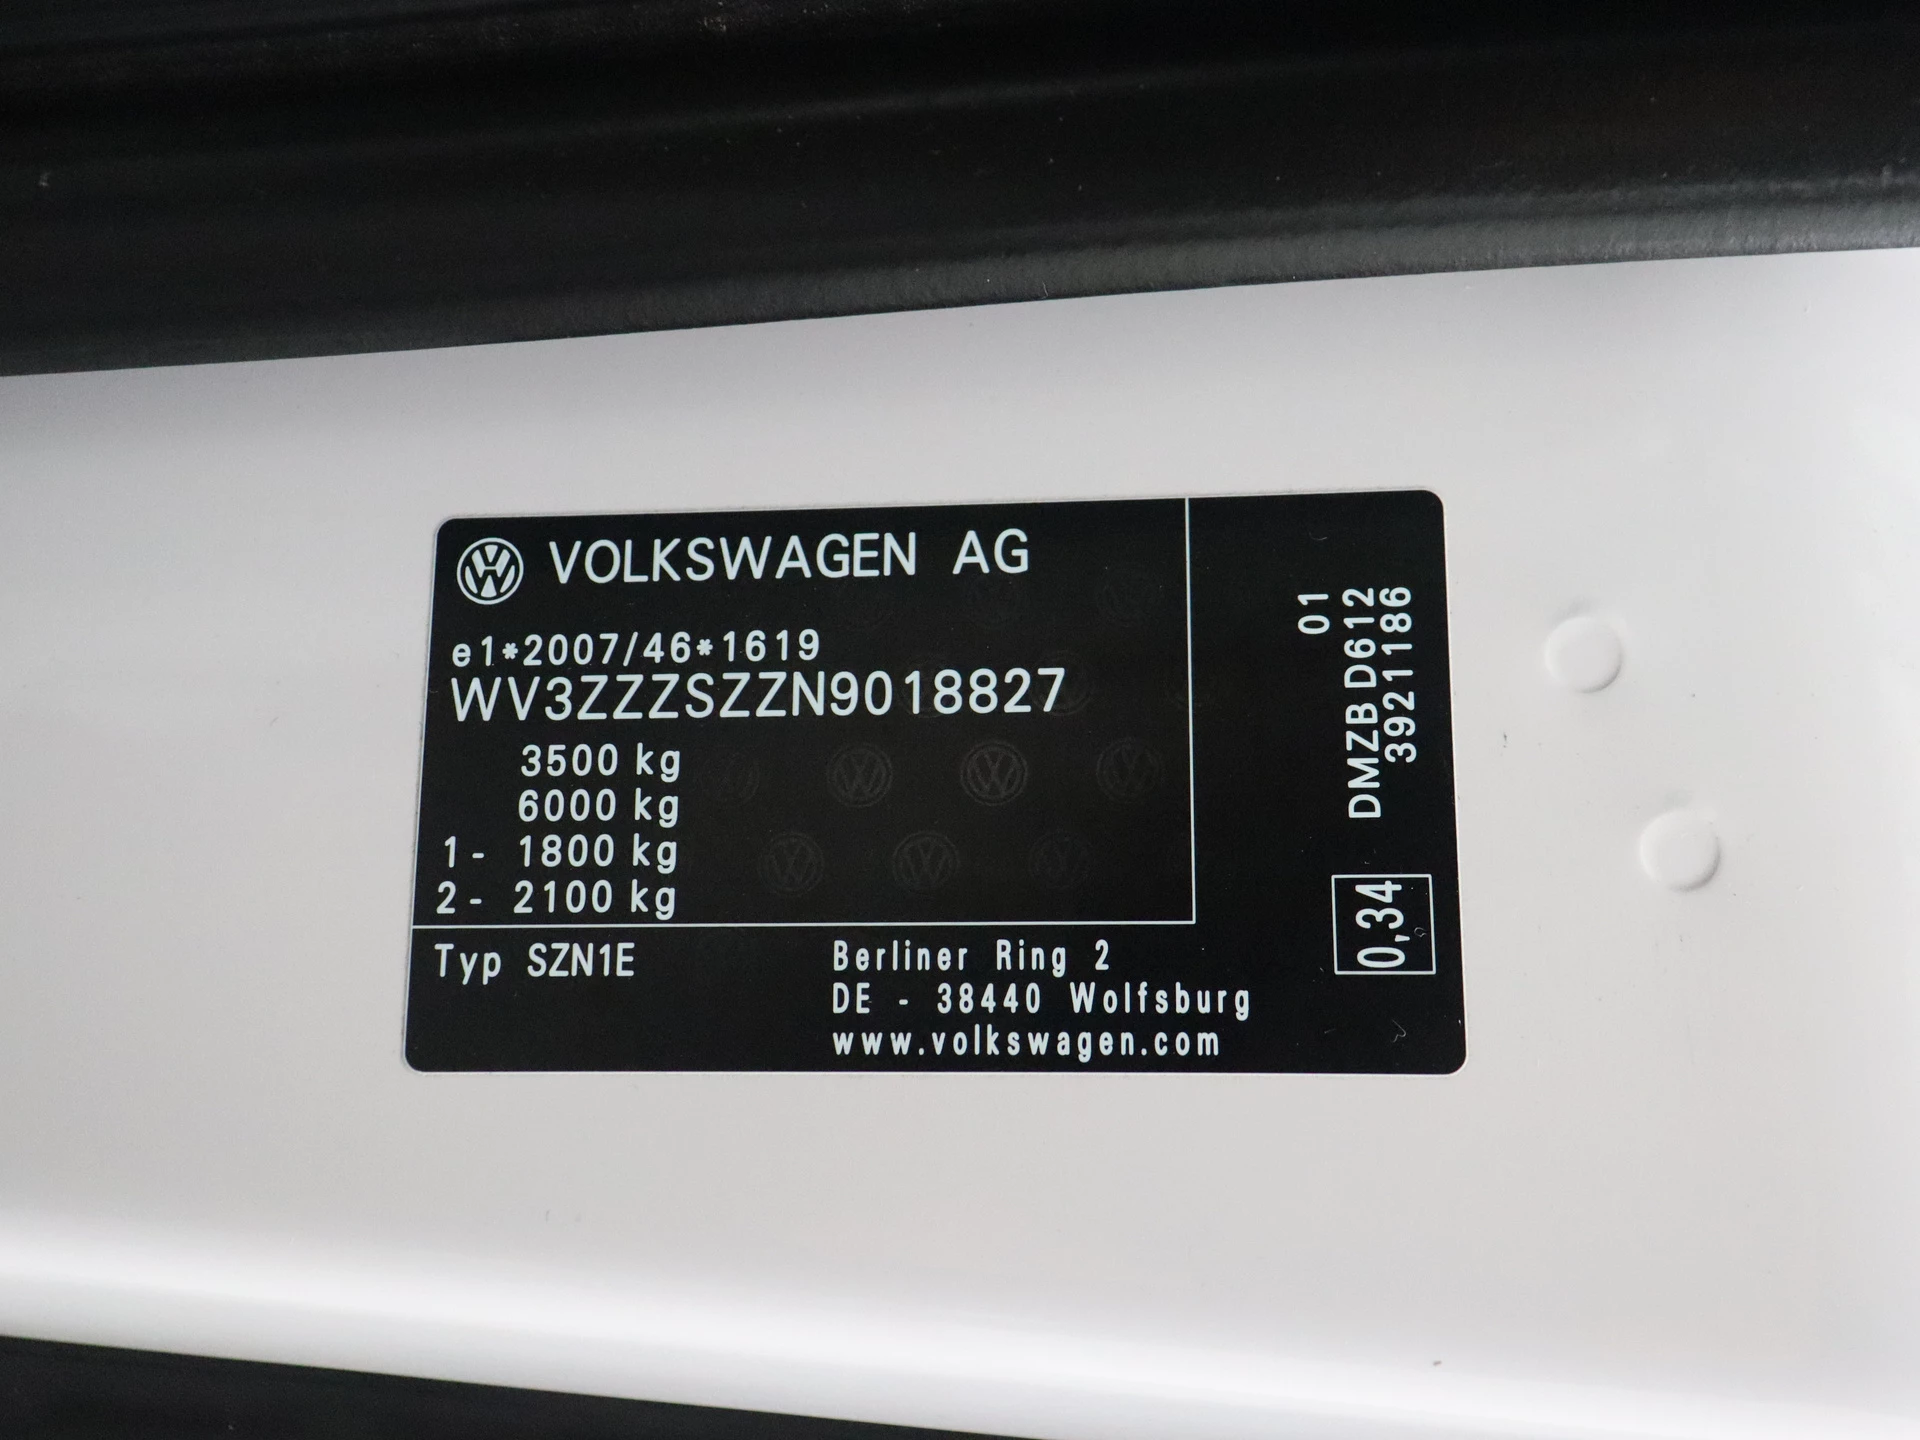 VOLKSWAGEN AG
e1*2007/46*1619
WV3ZZZSZZN9018827
3500 kg
6000 kg
1- 1800 kg
2- 2100 kg
Typ SZN1E
Berliner Ring 2
DE - 38440 Wolfsburg
www.volkswagen.com
01
DMZB D612
39211186
0,34